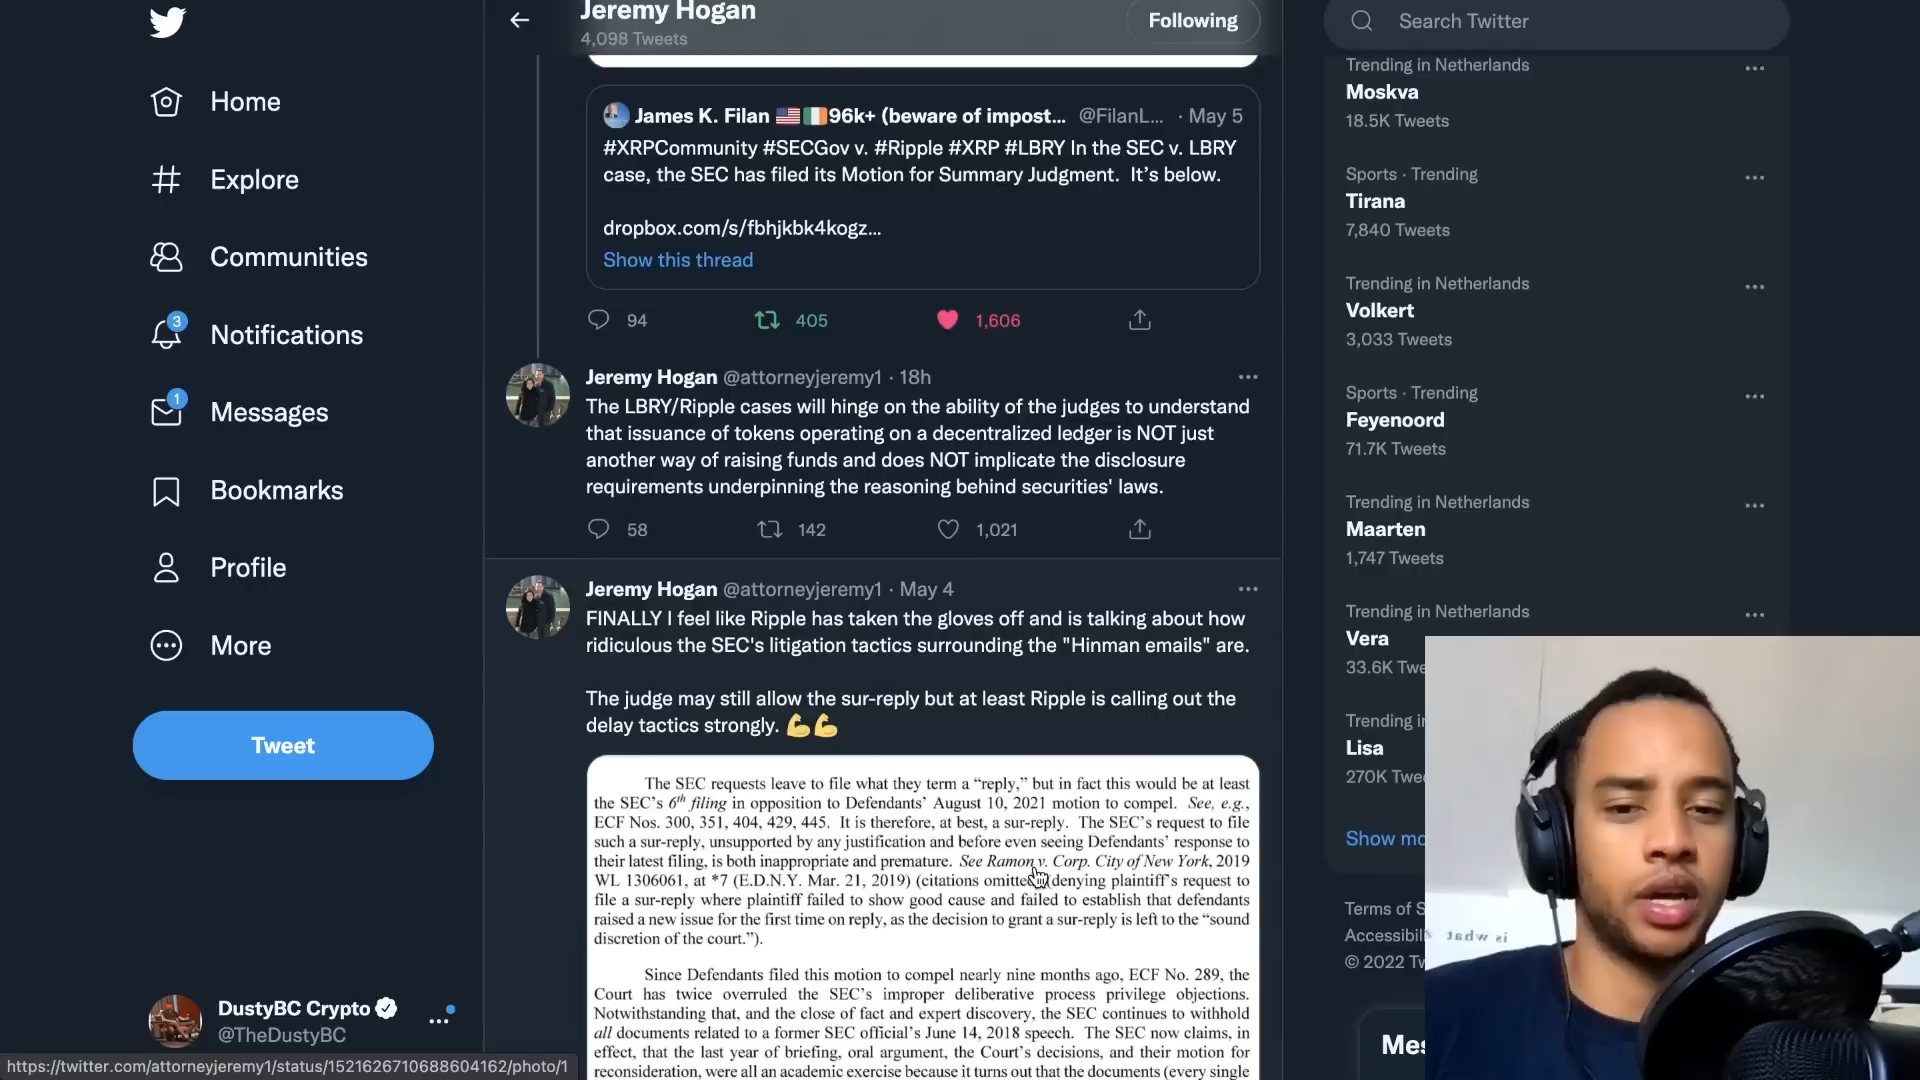 Jeremy Hogan
4,098 Tweets
Following
Search Twitter
Home
Explore
Communities
3
Notifications
1
Messages
Bookmarks
Profile
More
Tweet
DustyBC Crypto
@TheDustyBC
James K. Filan 🇺🇸🇮🇪96k+ (beware of impost... @FilanL... · May 5
#XRPCommunity #SECGov v. #Ripple #XRP #LBRY In the SEC v. LBRY
case, the SEC has filed its Motion for Summary Judgment. It's below.
dropbox.com/s/fbhjkbk4kogz...
Show this thread
94 405 1,606
Jeremy Hogan @attorneyjeremy1 · 18h
The LBRY/Ripple cases will hinge on the ability of the judges to understand
that issuance of tokens operating on a decentralized ledger is NOT just
another way of raising funds and does NOT implicate the disclosure
requirements underpinning the reasoning behind securities' laws.
58 142 1,021
Jeremy Hogan @attorneyjeremy1 · May 4
FINALLY I feel like Ripple has taken the gloves off and is talking about how
ridiculous the SEC's litigation tactics surrounding the "Hinman emails" are.
The judge may still allow the sur-reply but at least Ripple is calling out the
delay tactics strongly. 💪💪
The SEC requests leave to file what they term a “reply,” but in fact this would be at least
the SEC’s 6th filing in opposition to Defendants’ August 10, 2021 motion to compel. See, e.g.,
ECF Nos. 300, 351, 404, 429, 445. It is therefore, at best, a sur-reply. The SEC’s request to file
such a sur-reply, unsupported by any justification and before even seeing Defendants’ response to
their latest filing, is both inappropriate and premature. See Ramon v. Corp. City of New York, 2019
WL 1306061, at *7 (E.D.N.Y. Mar. 21, 2019) (citations omitted) (denying plaintiff’s request to
file a sur-reply where plaintiff failed to show good cause and failed to establish that defendants
raised a new issue for the first time on reply, as the decision to grant a sur-reply is left to the “sound
discretion of the court.”).
Since Defendants filed this motion to compel nearly nine months ago, ECF No. 289, the
Court has twice overruled the SEC’s improper deliberative process privilege objections.
Notwithstanding that, and the close of fact and expert discovery, the SEC continues to withhold
all documents related to a former SEC official’s June 14, 2018 speech. The SEC now claims, in
effect, that the last year of briefing, oral argument, the Court’s decisions, and their motion for
reconsideration, were all an academic exercise because it turns out that the documents (every single
Trending in Netherlands
Moskva
18.5K Tweets
Sports · Trending
Tirana
7,840 Tweets
Trending in Netherlands
Volkert
3,033 Tweets
Sports · Trending
Feyenoord
71.7K Tweets
Trending in Netherlands
Maarten
1,747 Tweets
Trending in Netherlands
Vera
33.6K Twe
Trending i
Lisa
270K Twe
Show mo
Terms of S
Accessibili
© 2022 Tw
Mes
is what
https://twitter.com/attorneyjeremy1/status/1521626710688604162/photo/1